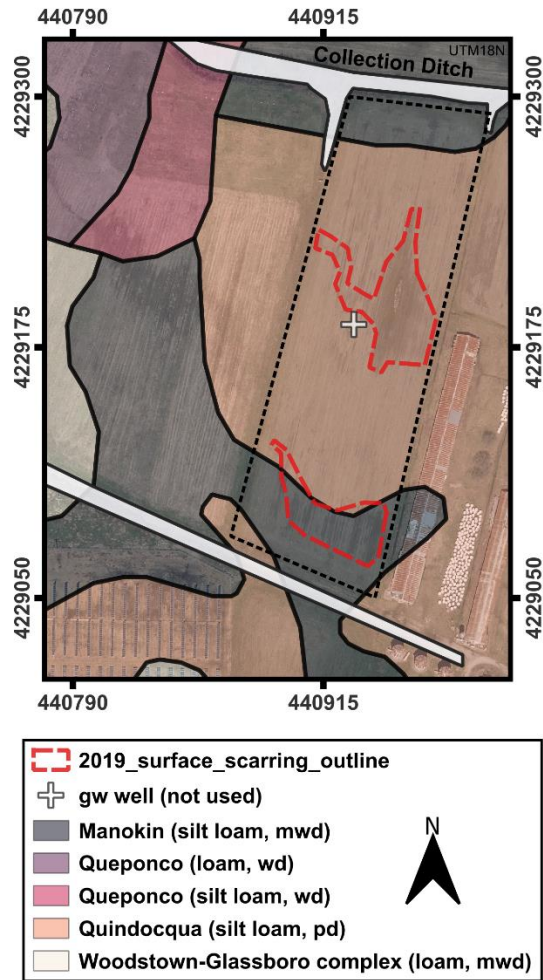 440790
440915
UTM18N
Collection Ditch
4229300
4229300
4229175
4229175
4229050
4229050
440790
440915
2019_surface_scarring_outline
gw well (not used)
Manokin (silt loam, mwd)
Queponco (loam, wd)
Queponco (silt loam, wd)
Quindocqua (silt loam, pd)
Woodstown-Glassboro complex (loam, mwd)
N